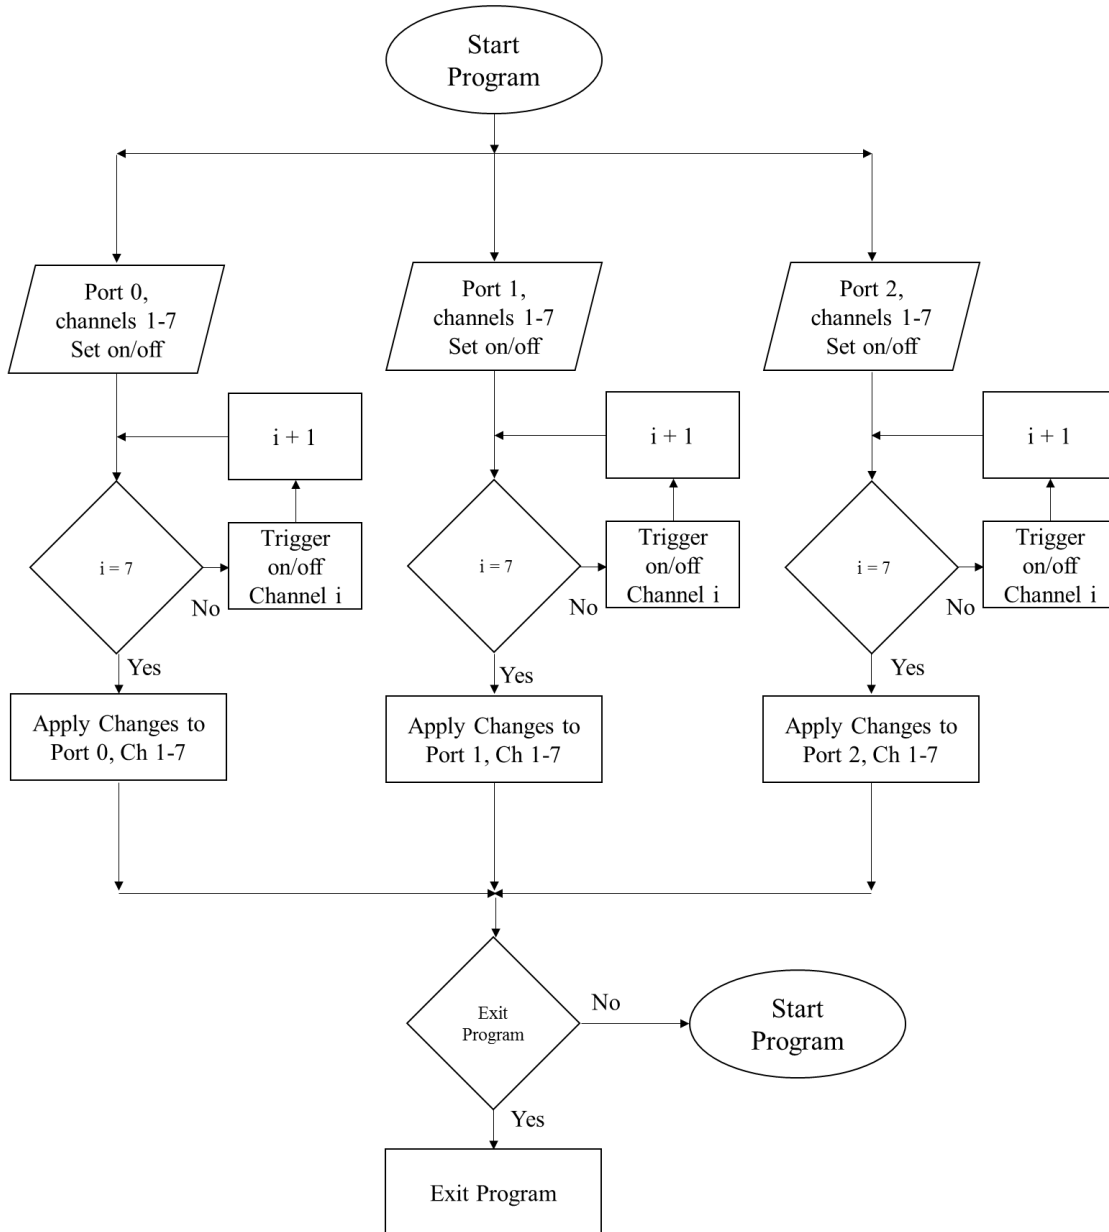 Start
Program
Port 0,
channels 1-7
Set on/off
Port 1,
channels 1-7
Set on/off
Port 2,
channels 1-7
Set on/off
i + 1
i + 1
i + 1
i = 7
No
Trigger
on/off
Channel i
i = 7
No
Trigger
on/off
Channel i
i = 7
No
Trigger
on/off
Channel i
Yes
Yes
Yes
Apply Changes to
Port 0, Ch 1-7
Apply Changes to
Port 1, Ch 1-7
Apply Changes to
Port 2, Ch 1-7
Exit
Program
No
Start
Program
Yes
Exit Program